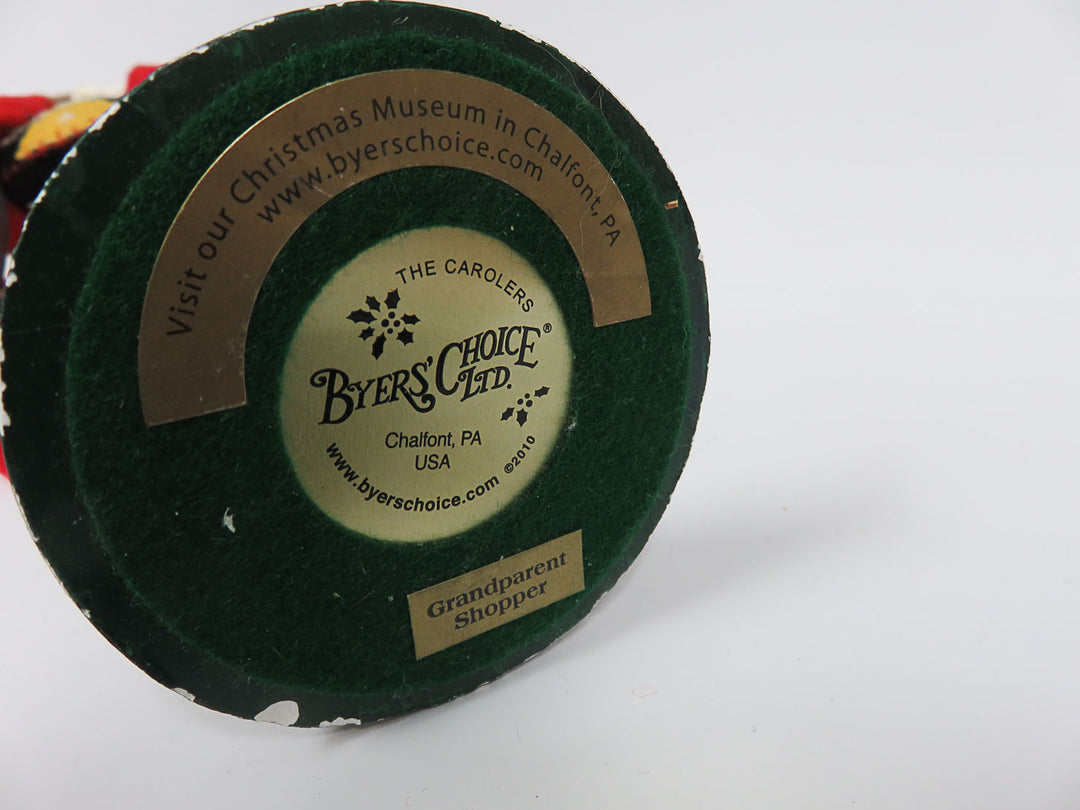 Visit our Christmas Museum in Chalfont, PA
www.byerschoice.com
THE CAROLERS
BYERS' CHOICE®
LTD.
Chalfont, PA
USA
www.byerschoice.com ©2010
Grandparent
Shopper